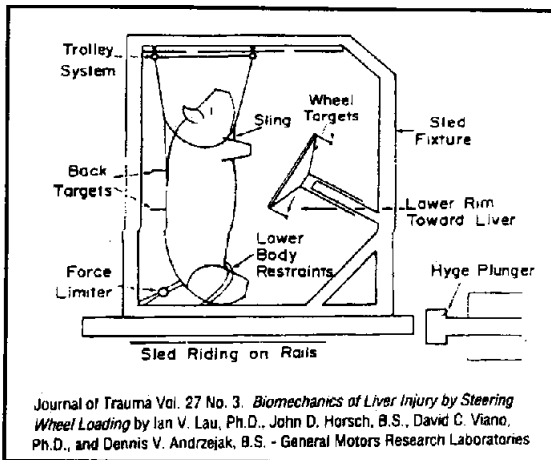 Trolley
System
Sling
Wheel
Targets
Sled
Fixture
Back
Targets
Lower Rim
Toward Liver
Lower
Body
Restraints
Force
Limiter
Hyge Plunger
Sled Riding on Rails
Journal of Trauma Vol. 27 No. 3. Biomechanics of Liver Injury by Steering
Wheel Loading by Ian V. Lau, Ph.D., John D. Horsch, B.S., David C. Viano,
Ph.D., and Dennis V. Andrzejak, B.S. - General Motors Research Laboratories